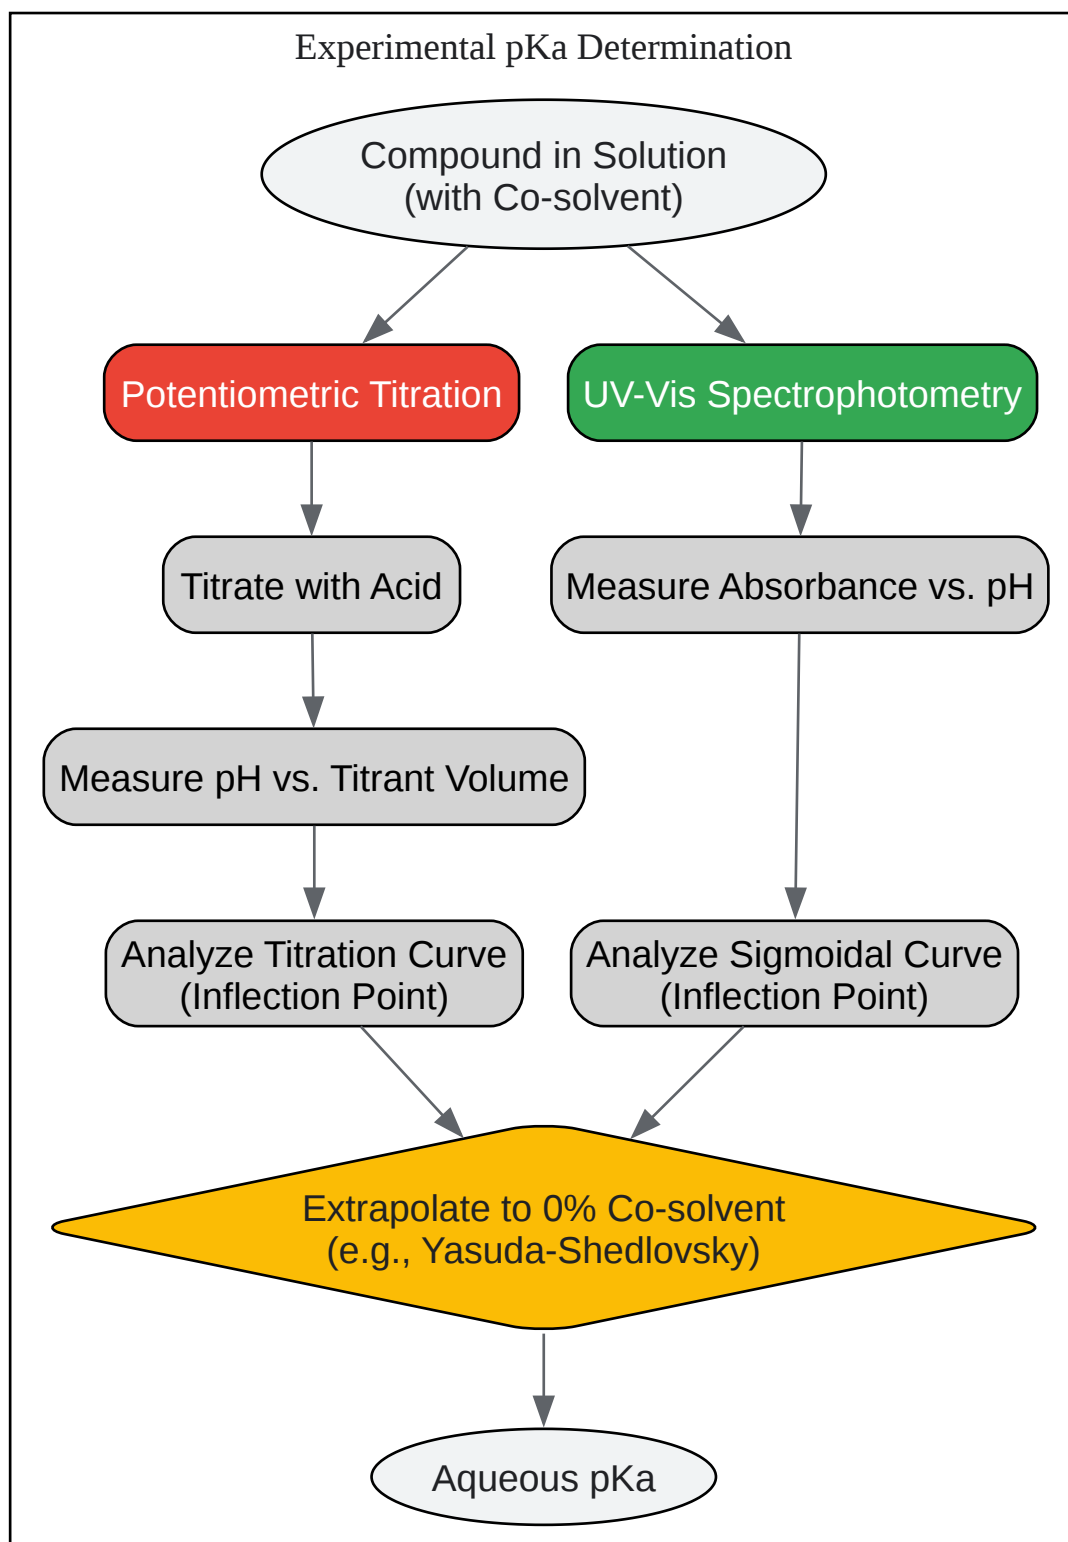 Experimental pKa Determination
Compound in Solution
(with Co-solvent)
Potentiometric Titration
UV-Vis Spectrophotometry
Titrate with Acid
Measure Absorbance vs. pH
Measure pH vs. Titrant Volume
Analyze Titration Curve
(Inflection Point)
Analyze Sigmoidal Curve
(Inflection Point)
Extrapolate to 0% Co-solvent
(e.g., Yasuda-Shedlovsky)
Aqueous pKa